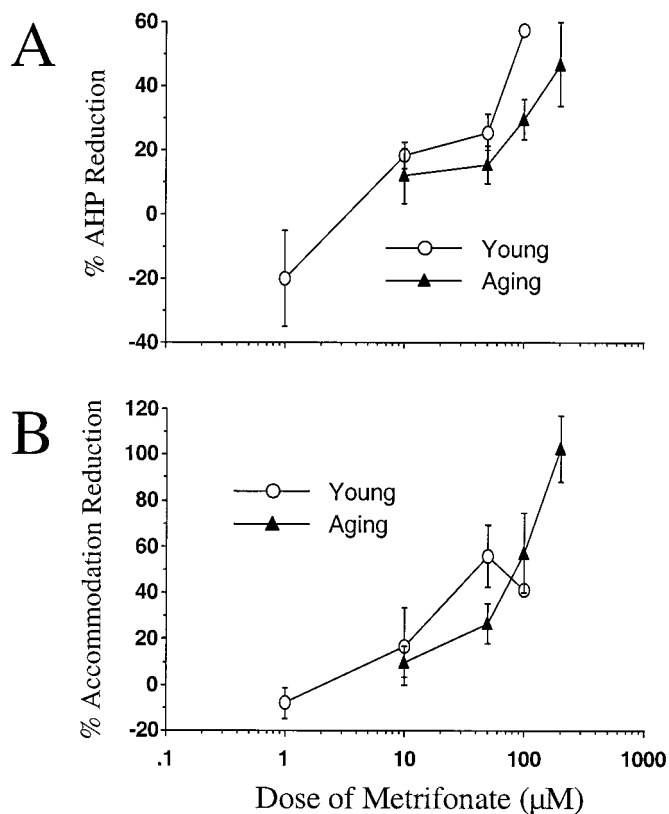 A
60
40
20
0
-20
-40
% AHP Reduction
Young
Aging
B
120
100
80
60
40
20
0
-20
% Accommodation Reduction
Young
Aging
.1 1 10 100 1000
Dose of Metrifonate (µM)